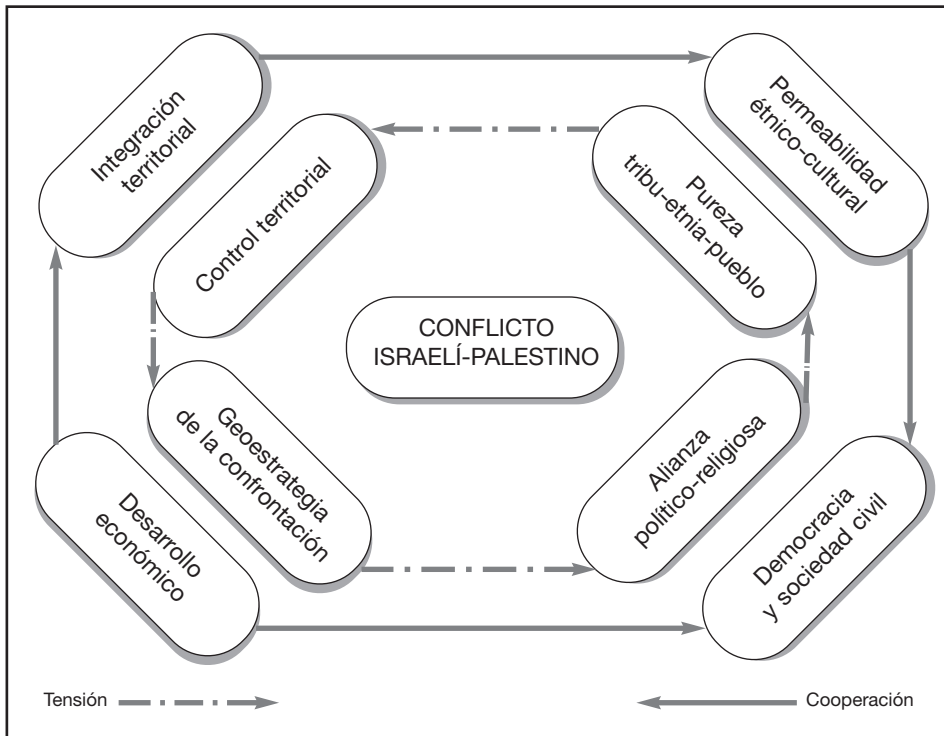 Integración
territorial
Control territorial
Permeabilidad
étnico-cultural
Pureza
tribu-etnia-pueblo
CONFLICTO
ISRAELÍ-PALESTINO
Geoestrategia
de la confrontación
Desarrollo
económico
Alianza
político-religiosa
Democracia
y sociedad civil
Tensión
Cooperación